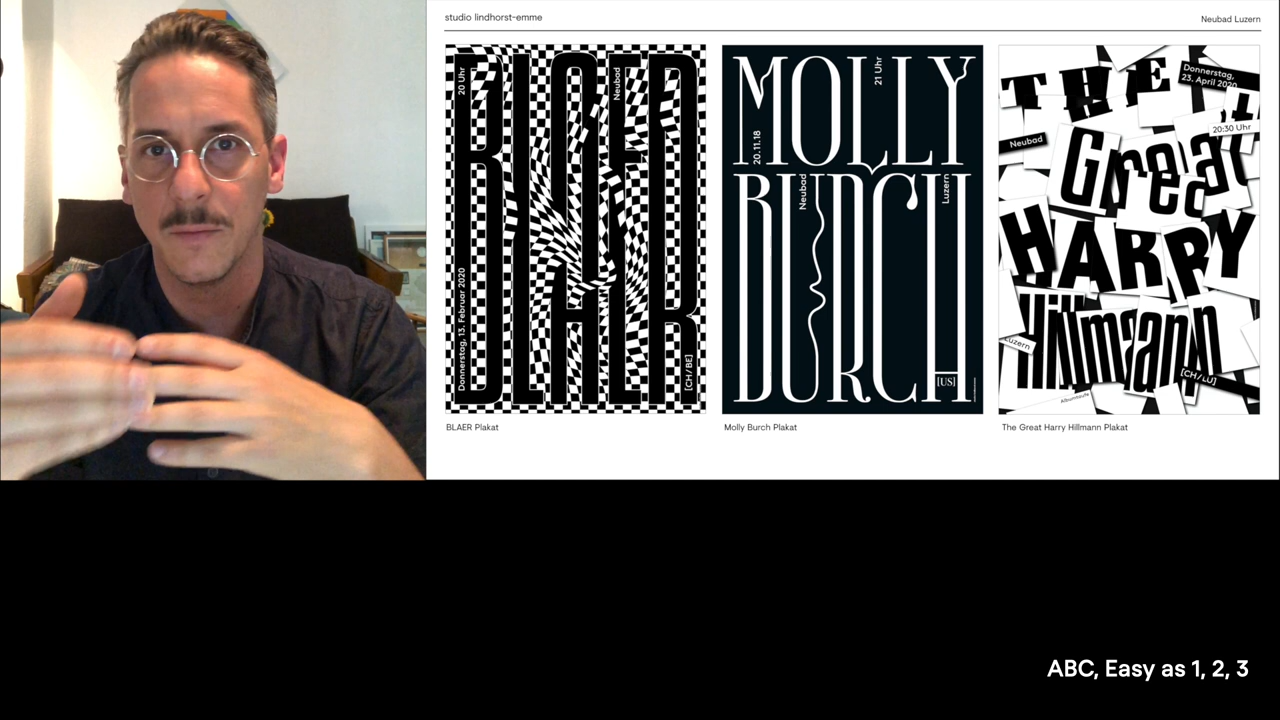 studio lindhorst-emme
Neubad Luzern
BLAER
20 Uhr
Neubad
Donnerstag, 13. Februar 2020
[CH/BE]
MOLLY
21 Uhr
20.11.18
BURCH
Neubad
Luzern
[US]
THE
Donnerstag,
23. April 2020
20:30 Uhr
Neubad
Great
HARRY
Hillmann
Luzern
[CH/LU]
Albumtaufe
BLAER Plakat
Molly Burch Plakat
The Great Harry Hillmann Plakat
ABC, Easy as 1, 2, 3